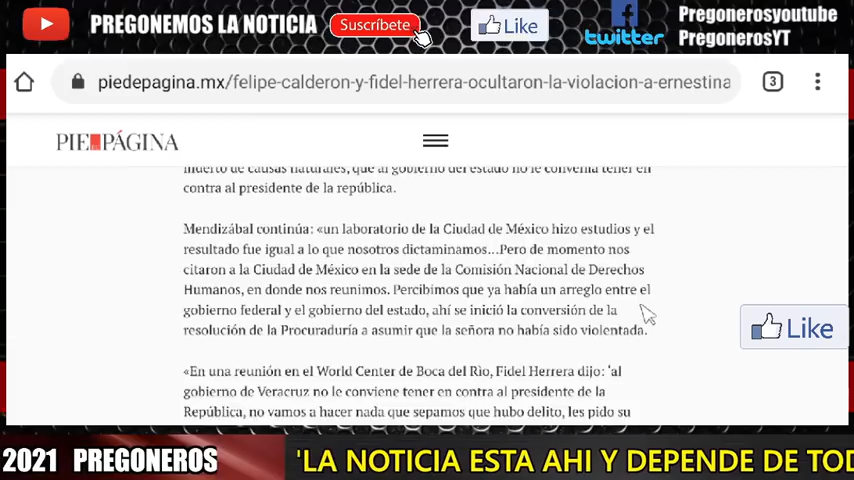 PREGONEMOS LA NOTICIA
Suscríbete
Like
twitter
Pregonerosyoutube
PregonerosYT
piedepagina.mx/felipe-calderon-y-fidel-herrera-ocultaron-la-violacion-a-ernestina
3
PIE PÁGINA
muerto de causas naturales, que al gobierno del estado no le convenía tener en
contra al presidente de la república.
Mendizábal continúa: «un laboratorio de la Ciudad de México hizo estudios y el
resultado fue igual a lo que nosotros dictaminamos...Pero de momento nos
citaron a la Ciudad de México en la sede de la Comisión Nacional de Derechos
Humanos, en donde nos reunimos. Percibimos que ya había un arreglo entre el
gobierno federal y el gobierno del estado, ahí se inició la conversión de la
resolución de la Procuraduría a asumir que la señora no había sido violentada.
«En una reunión en el World Center de Boca del Río, Fidel Herrera dijo: 'al
gobierno de Veracruz no le conviene tener en contra al presidente de la
República, no vamos a hacer nada que sepamos que hubo delito, les pido su
Like
2021 PREGONEROS
'LA NOTICIA ESTA AHI Y DEPENDE DE TOD